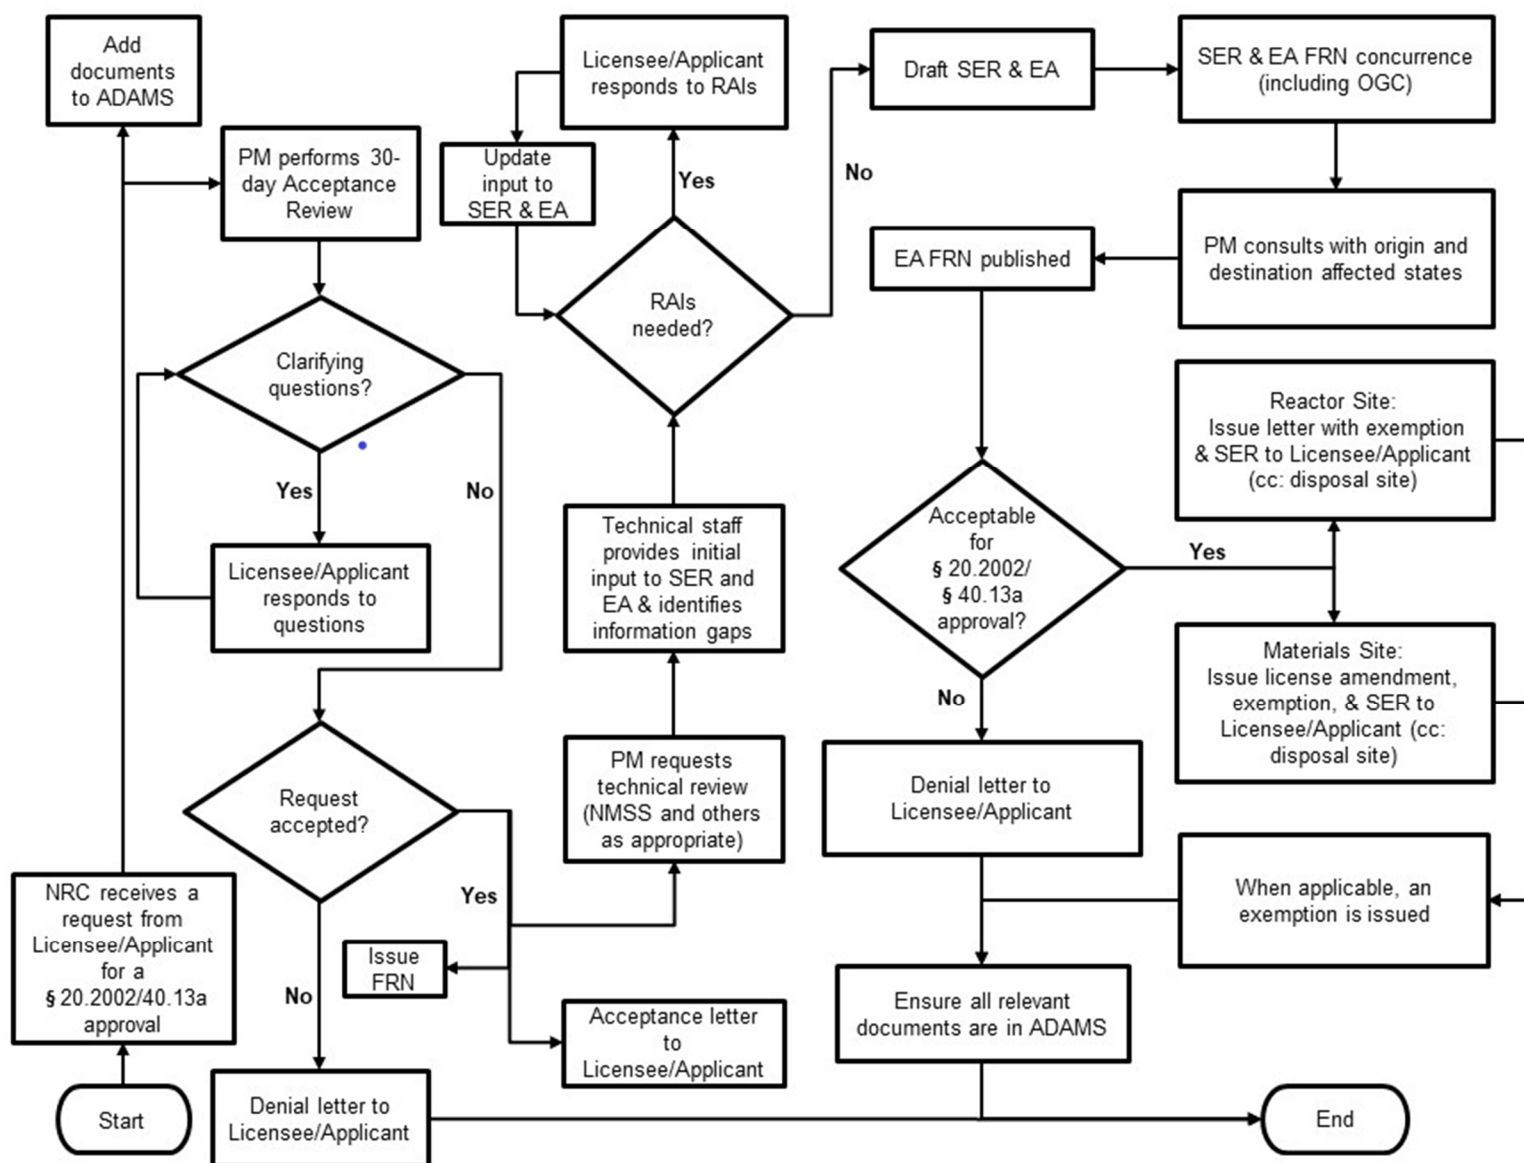 Add
documents
to ADAMS
PM performs 30-
day Acceptance
Review
Clarifying
questions?
Yes
No
Licensee/Applicant
responds to
questions
Request
accepted?
NRC receives a
request from
Licensee/Applicant
for a
§ 20.2002/40.13a
approval
Start
No
Yes
Issue
FRN
Denial letter to
Licensee/Applicant
Acceptance letter
to
Licensee/Applicant
PM requests
technical review
(NMSS and others
as appropriate)
Technical staff
provides initial
input to SER and
EA & identifies
information gaps
RAIs
needed?
Yes
Licensee/Applicant
responds to RAIs
Update
input to
SER & EA
No
Draft SER & EA
SER & EA FRN concurrence
(including OGC)
PM consults with origin and
destination affected states
EA FRN published
Acceptable
for
§ 20.2002/
§ 40.13a
approval?
Yes
Reactor Site:
Issue letter with exemption
& SER to Licensee/Applicant
(cc: disposal site)
Materials Site:
Issue license amendment,
exemption, & SER to
Licensee/Applicant (cc:
disposal site)
No
Denial letter to
Licensee/Applicant
When applicable, an
exemption is issued
Ensure all relevant
documents are in ADAMS
End